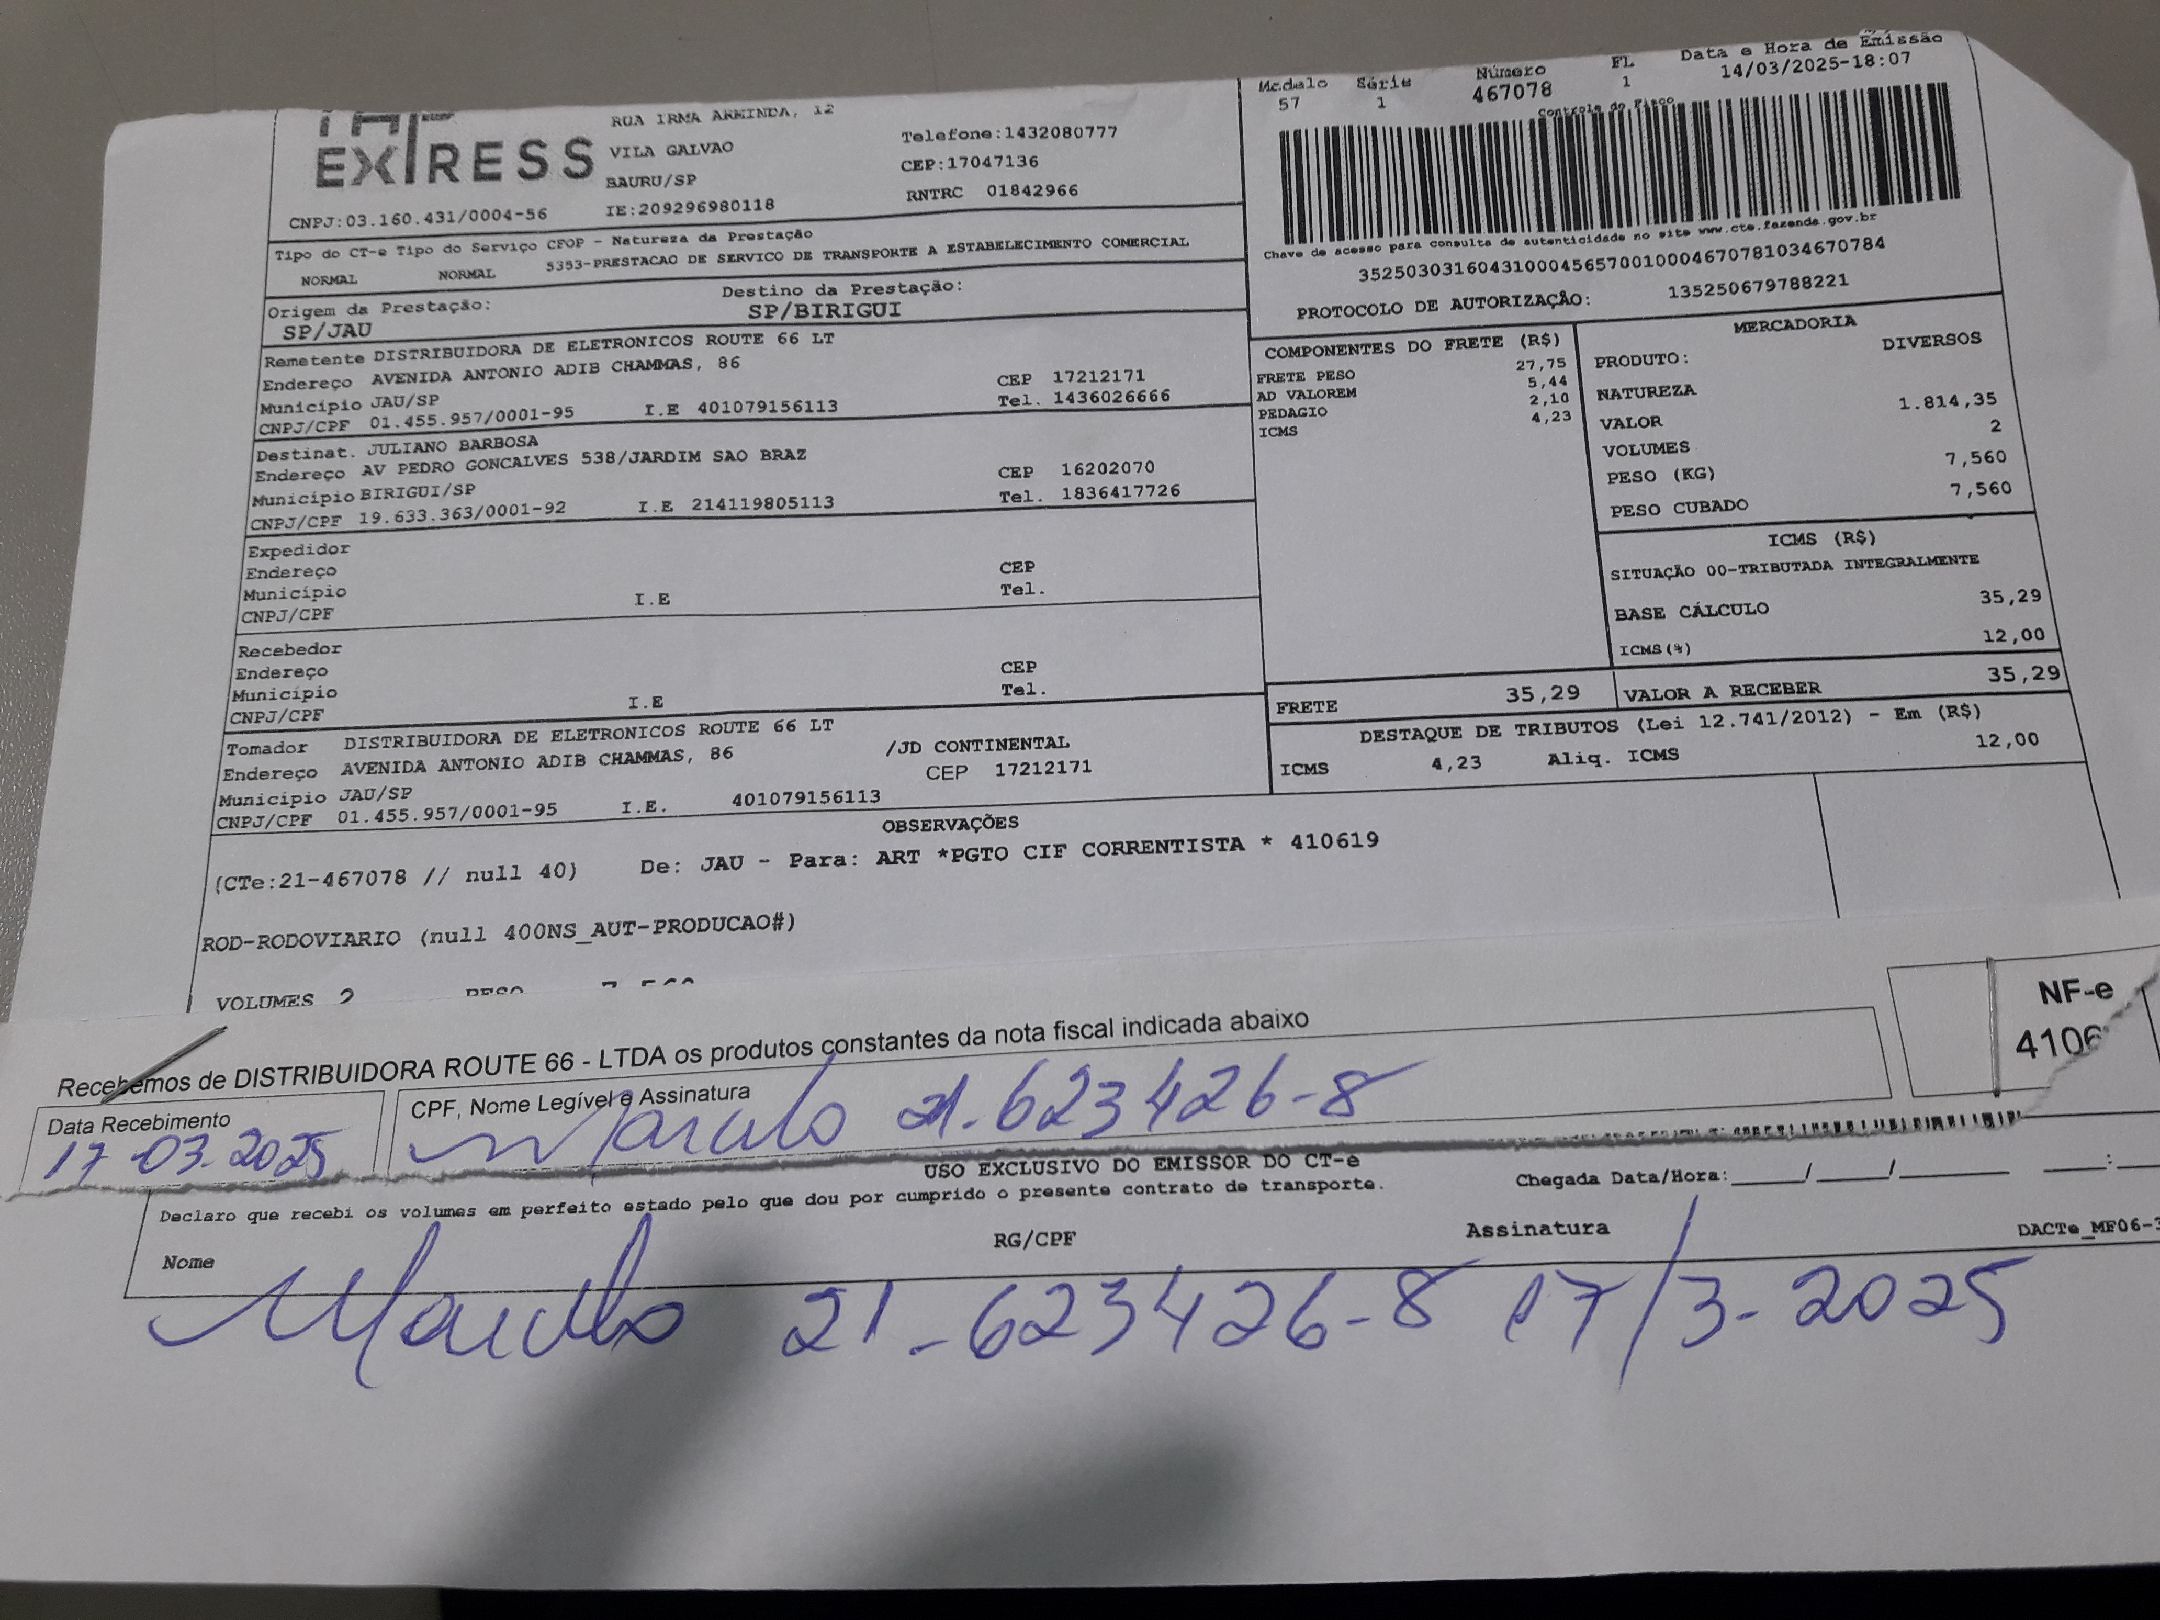 EXPRESS
RUA IRMA ARMINDA, 12
VILA GALVAO
BAURU/SP
Telefone:1432080777
CEP:17047136
RNTRC 01842966
CNPJ:03.160.431/0004-56 IE:209296980118
Modelo Série Número FL Data e Hora de Emissão
57 1 467078 1 14/03/2025-18:07
Controle do Fisco
Chave de acesso para consulta de autenticidade no site www.cte.fazenda.gov.br
35250303160431000456570010004670781034670784
PROTOCOLO DE AUTORIZAÇÃO: 135250679788221
Tipo do CT-e Tipo do Serviço CFOP - Natureza da Prestação
NORMAL NORMAL 5353-PRESTACAO DE SERVICO DE TRANSPORTE A ESTABELECIMENTO COMERCIAL
Origem da Prestação: Destino da Prestação:
SP/JAU SP/BIRIGUI
Remetente DISTRIBUIDORA DE ELETRONICOS ROUTE 66 LT
Endereço AVENIDA ANTONIO ADIB CHAMMAS, 86 CEP 17212171
Município JAU/SP Tel. 1436026666
CNPJ/CPF 01.455.957/0001-95 I.E 401079156113
Destinat. JULIANO BARBOSA
Endereço AV PEDRO GONCALVES 538/JARDIM SAO BRAZ CEP 16202070
Município BIRIGUI/SP Tel. 1836417726
CNPJ/CPF 19.633.363/0001-92 I.E 214119805113
Expedidor
Endereço CEP
Município Tel.
CNPJ/CPF I.E
Recebedor
Endereço CEP
Município Tel.
CNPJ/CPF I.E
Tomador DISTRIBUIDORA DE ELETRONICOS ROUTE 66 LT /JD CONTINENTAL
Endereço AVENIDA ANTONIO ADIB CHAMMAS, 86 CEP 17212171
Município JAU/SP
CNPJ/CPF 01.455.957/0001-95 I.E. 401079156113
COMPONENTES DO FRETE (R$)
FRETE PESO 27,75
AD VALOREM 5,44
PEDAGIO 2,10
ICMS 4,23
MERCADORIA
PRODUTO: DIVERSOS
NATUREZA
VALOR 1.814,35
VOLUMES 2
PESO (KG) 7,560
PESO CUBADO 7,560
ICMS (R$)
SITUAÇÃO 00-TRIBUTADA INTEGRALMENTE
BASE CÁLCULO 35,29
ICMS(%) 12,00
FRETE 35,29 VALOR A RECEBER 35,29
DESTAQUE DE TRIBUTOS (Lei 12.741/2012) - Em (R$)
ICMS 4,23 Aliq. ICMS 12,00
OBSERVAÇÕES
(CTe:21-467078 // null 40) De: JAU - Para: ART *PGTO CIF CORRENTISTA * 410619
ROD-RODOVIARIO (null 400NS_AUT-PRODUCAO#)
VOLUMES 2 PESO
NF-e
4106
Recebemos de DISTRIBUIDORA ROUTE 66 - LTDA os produtos constantes da nota fiscal indicada abaixo
Data Recebimento CPF, Nome Legível e Assinatura
17-03.2025 21.623426-8
USO EXCLUSIVO DO EMISSOR DO CT-e
Declaro que recebi os volumes em perfeito estado pelo que dou por cumprido o presente contrato de transporte. Chegada Data/Hora:_____/_____/________ ___:
Nome RG/CPF Assinatura DACTe_MF06-3
21-623426-8 17/3-2025